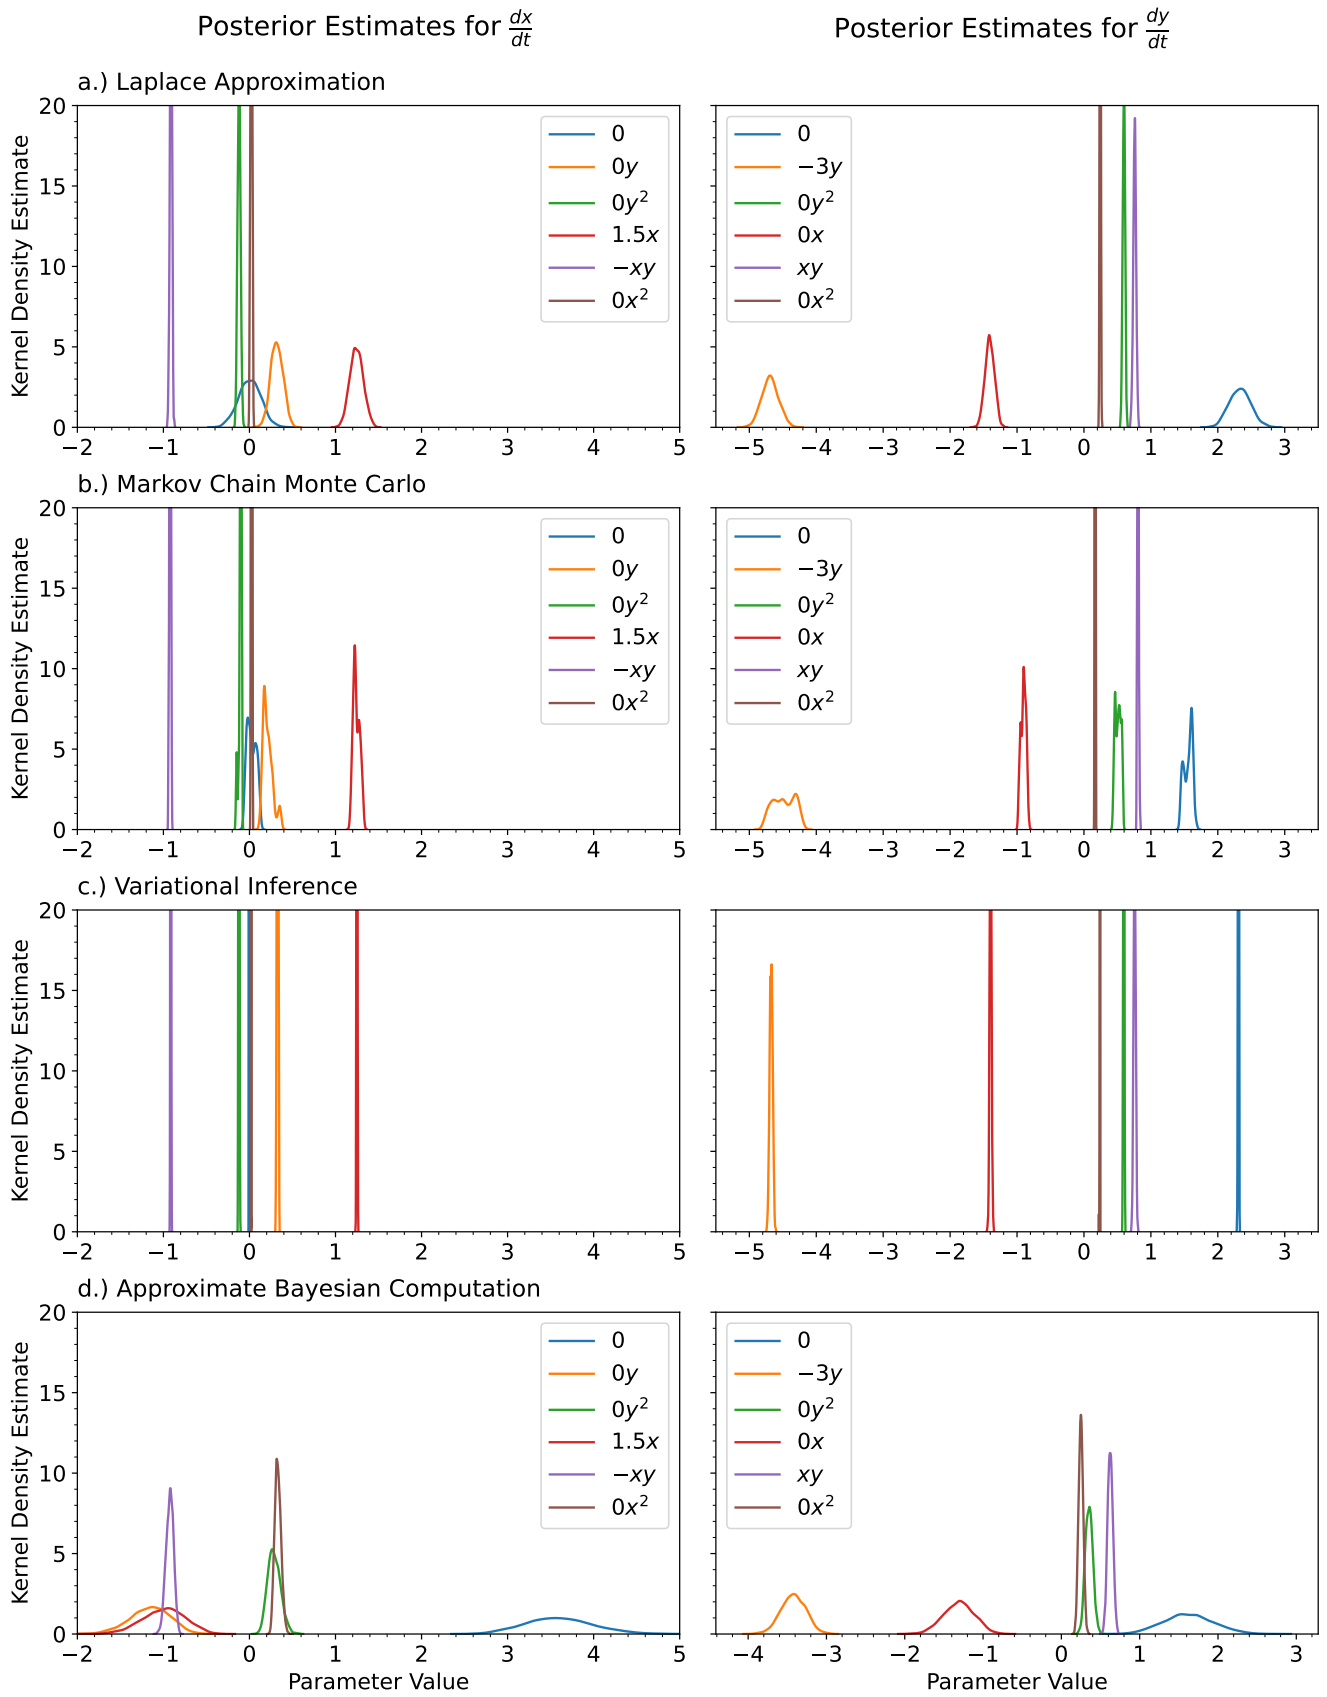 Posterior Estimates for dx/dt
Posterior Estimates for dy/dt
a.) Laplace Approximation
Kernel Density Estimate
20
15
10
5
0
−2 −1 0 1 2 3 4 5
0
0y
0y²
1.5x
−xy
0x²
−5 −4 −3 −2 −1 0 1 2 3
0
−3y
0y²
0x
xy
0x²
b.) Markov Chain Monte Carlo
Kernel Density Estimate
20
15
10
5
0
−2 −1 0 1 2 3 4 5
0
0y
0y²
1.5x
−xy
0x²
−5 −4 −3 −2 −1 0 1 2 3
0
−3y
0y²
0x
xy
0x²
c.) Variational Inference
Kernel Density Estimate
20
15
10
5
0
−2 −1 0 1 2 3 4 5
−5 −4 −3 −2 −1 0 1 2 3
d.) Approximate Bayesian Computation
Kernel Density Estimate
20
15
10
5
0
−2 −1 0 1 2 3 4 5
Parameter Value
0
0y
0y²
1.5x
−xy
0x²
−4 −3 −2 −1 0 1 2 3
Parameter Value
0
−3y
0y²
0x
xy
0x²